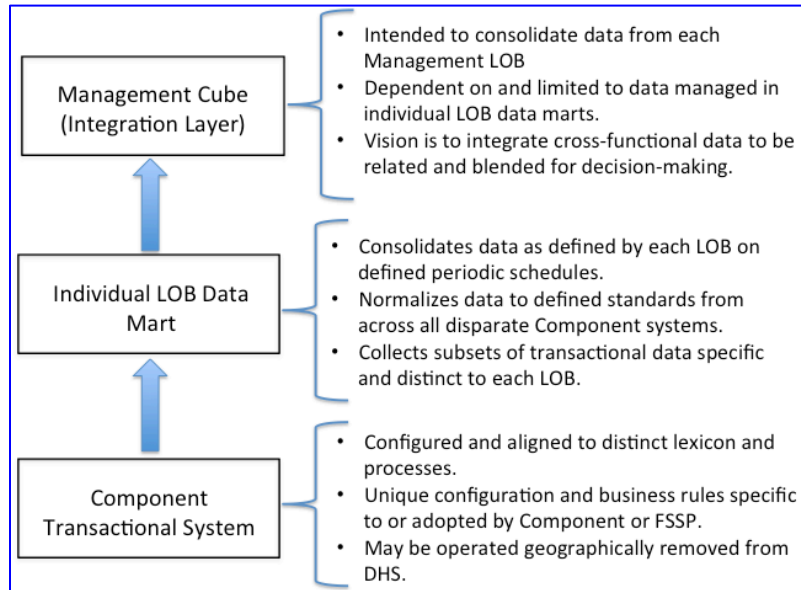 Management Cube
(Integration Layer)
• Intended to consolidate data from each
Management LOB
• Dependent on and limited to data managed in
individual LOB data marts.
• Vision is to integrate cross-functional data to be
related and blended for decision-making.
Individual LOB Data
Mart
• Consolidates data as defined by each LOB on
defined periodic schedules.
• Normalizes data to defined standards from
across all disparate Component systems.
• Collects subsets of transactional data specific
and distinct to each LOB.
Component
Transactional System
• Configured and aligned to distinct lexicon and
processes.
• Unique configuration and business rules specific
to or adopted by Component or FSSP.
• May be operated geographically removed from
DHS.